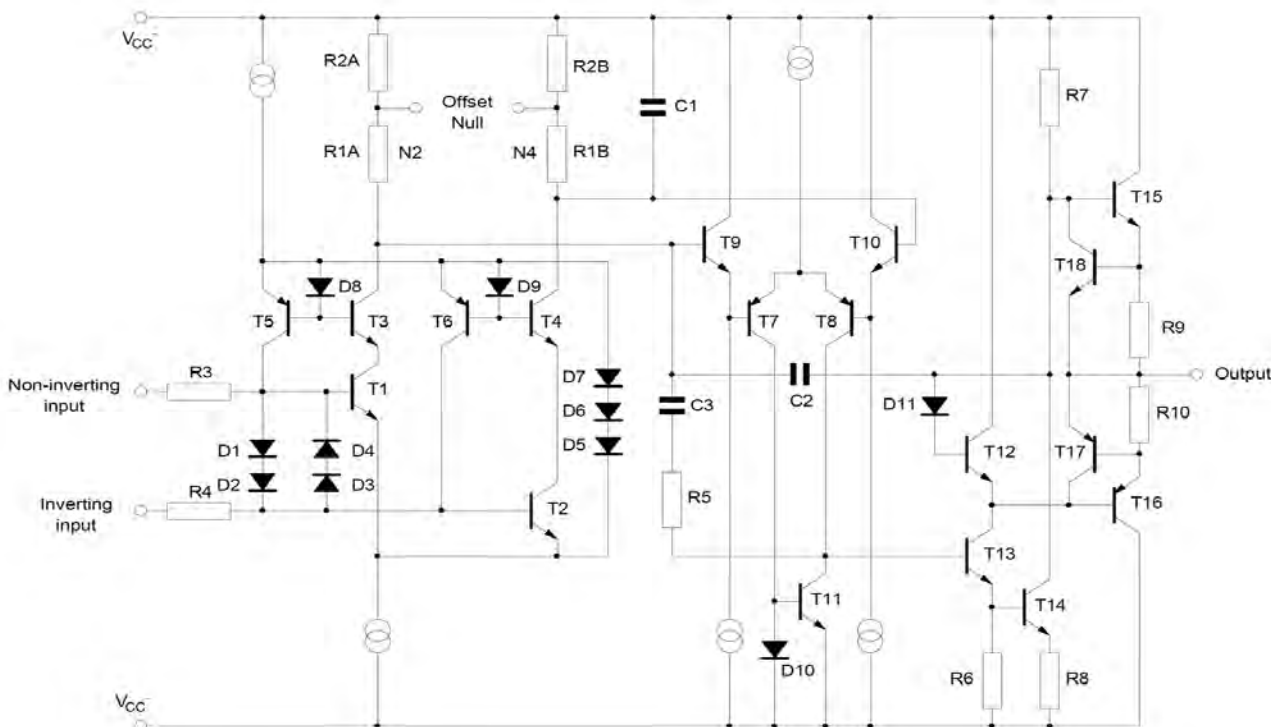 VCC-
R2A
R2B
Offset
Null
C1
R7
R1A
N2
N4
R1B
T15
T9
T10
T18
D8
D9
T5
T3
T6
T4
T7
T8
R9
Non-inverting
input
R3
D7
Output
T1
D6
C3
C2
D11
R10
D1
D4
D5
T12
T17
D2
D3
R4
R5
T16
Inverting
input
T2
T13
T11
T14
D10
R6
R8
VCC-